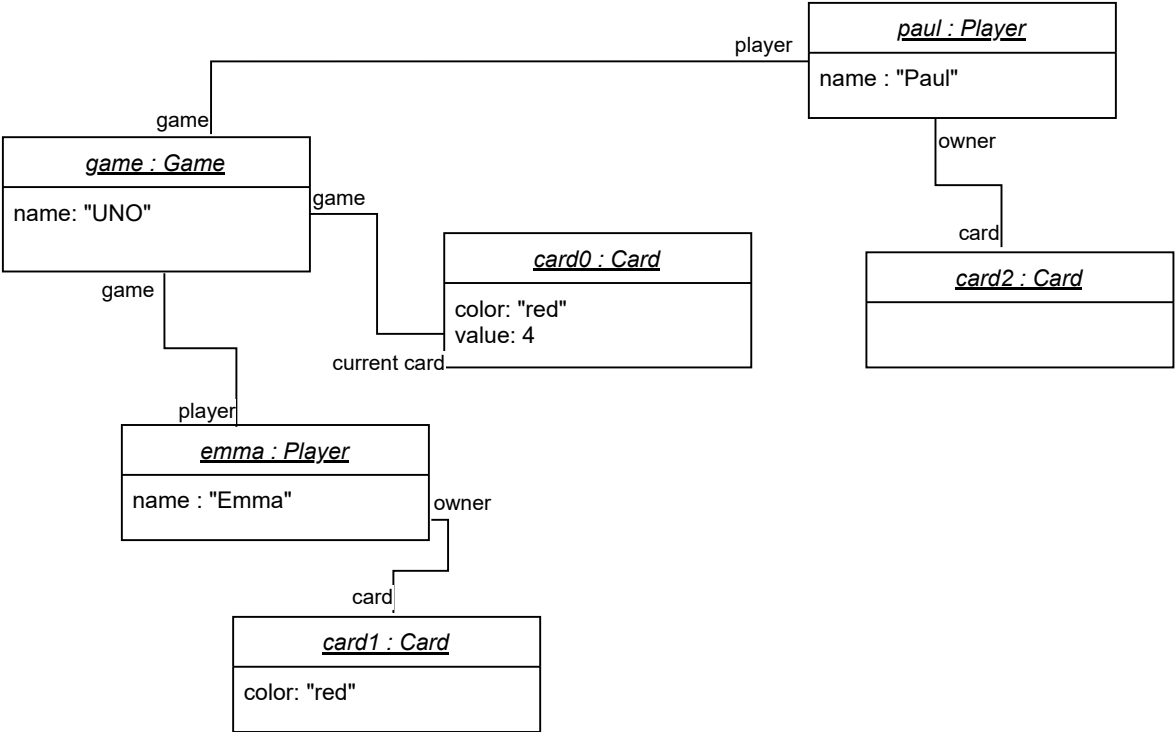 paul : Player
player
name : "Paul"
game
owner
game : Game
game
name: "UNO"
card
card0 : Card
card2 : Card
game
color: "red"
value: 4
current card
player
emma : Player
name : "Emma"
owner
card
card1 : Card
color: "red"